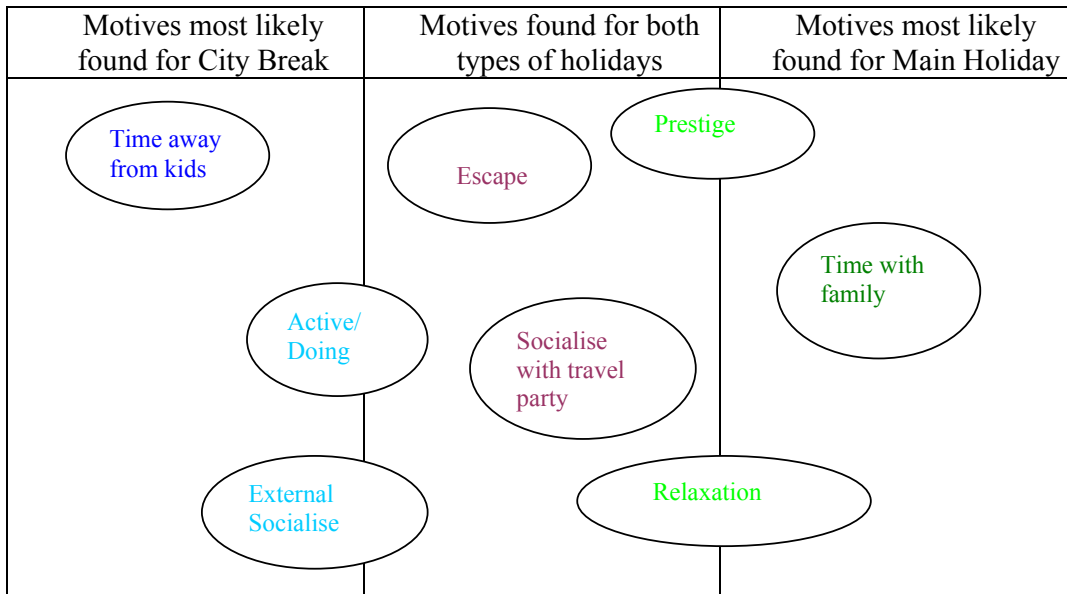 Motives most likely
found for City Break
Motives found for both
types of holidays
Motives most likely
found for Main Holiday
Time away
from kids
Escape
Prestige
Time with
family
Active/
Doing
Socialise
with travel
party
External
Socialise
Relaxation